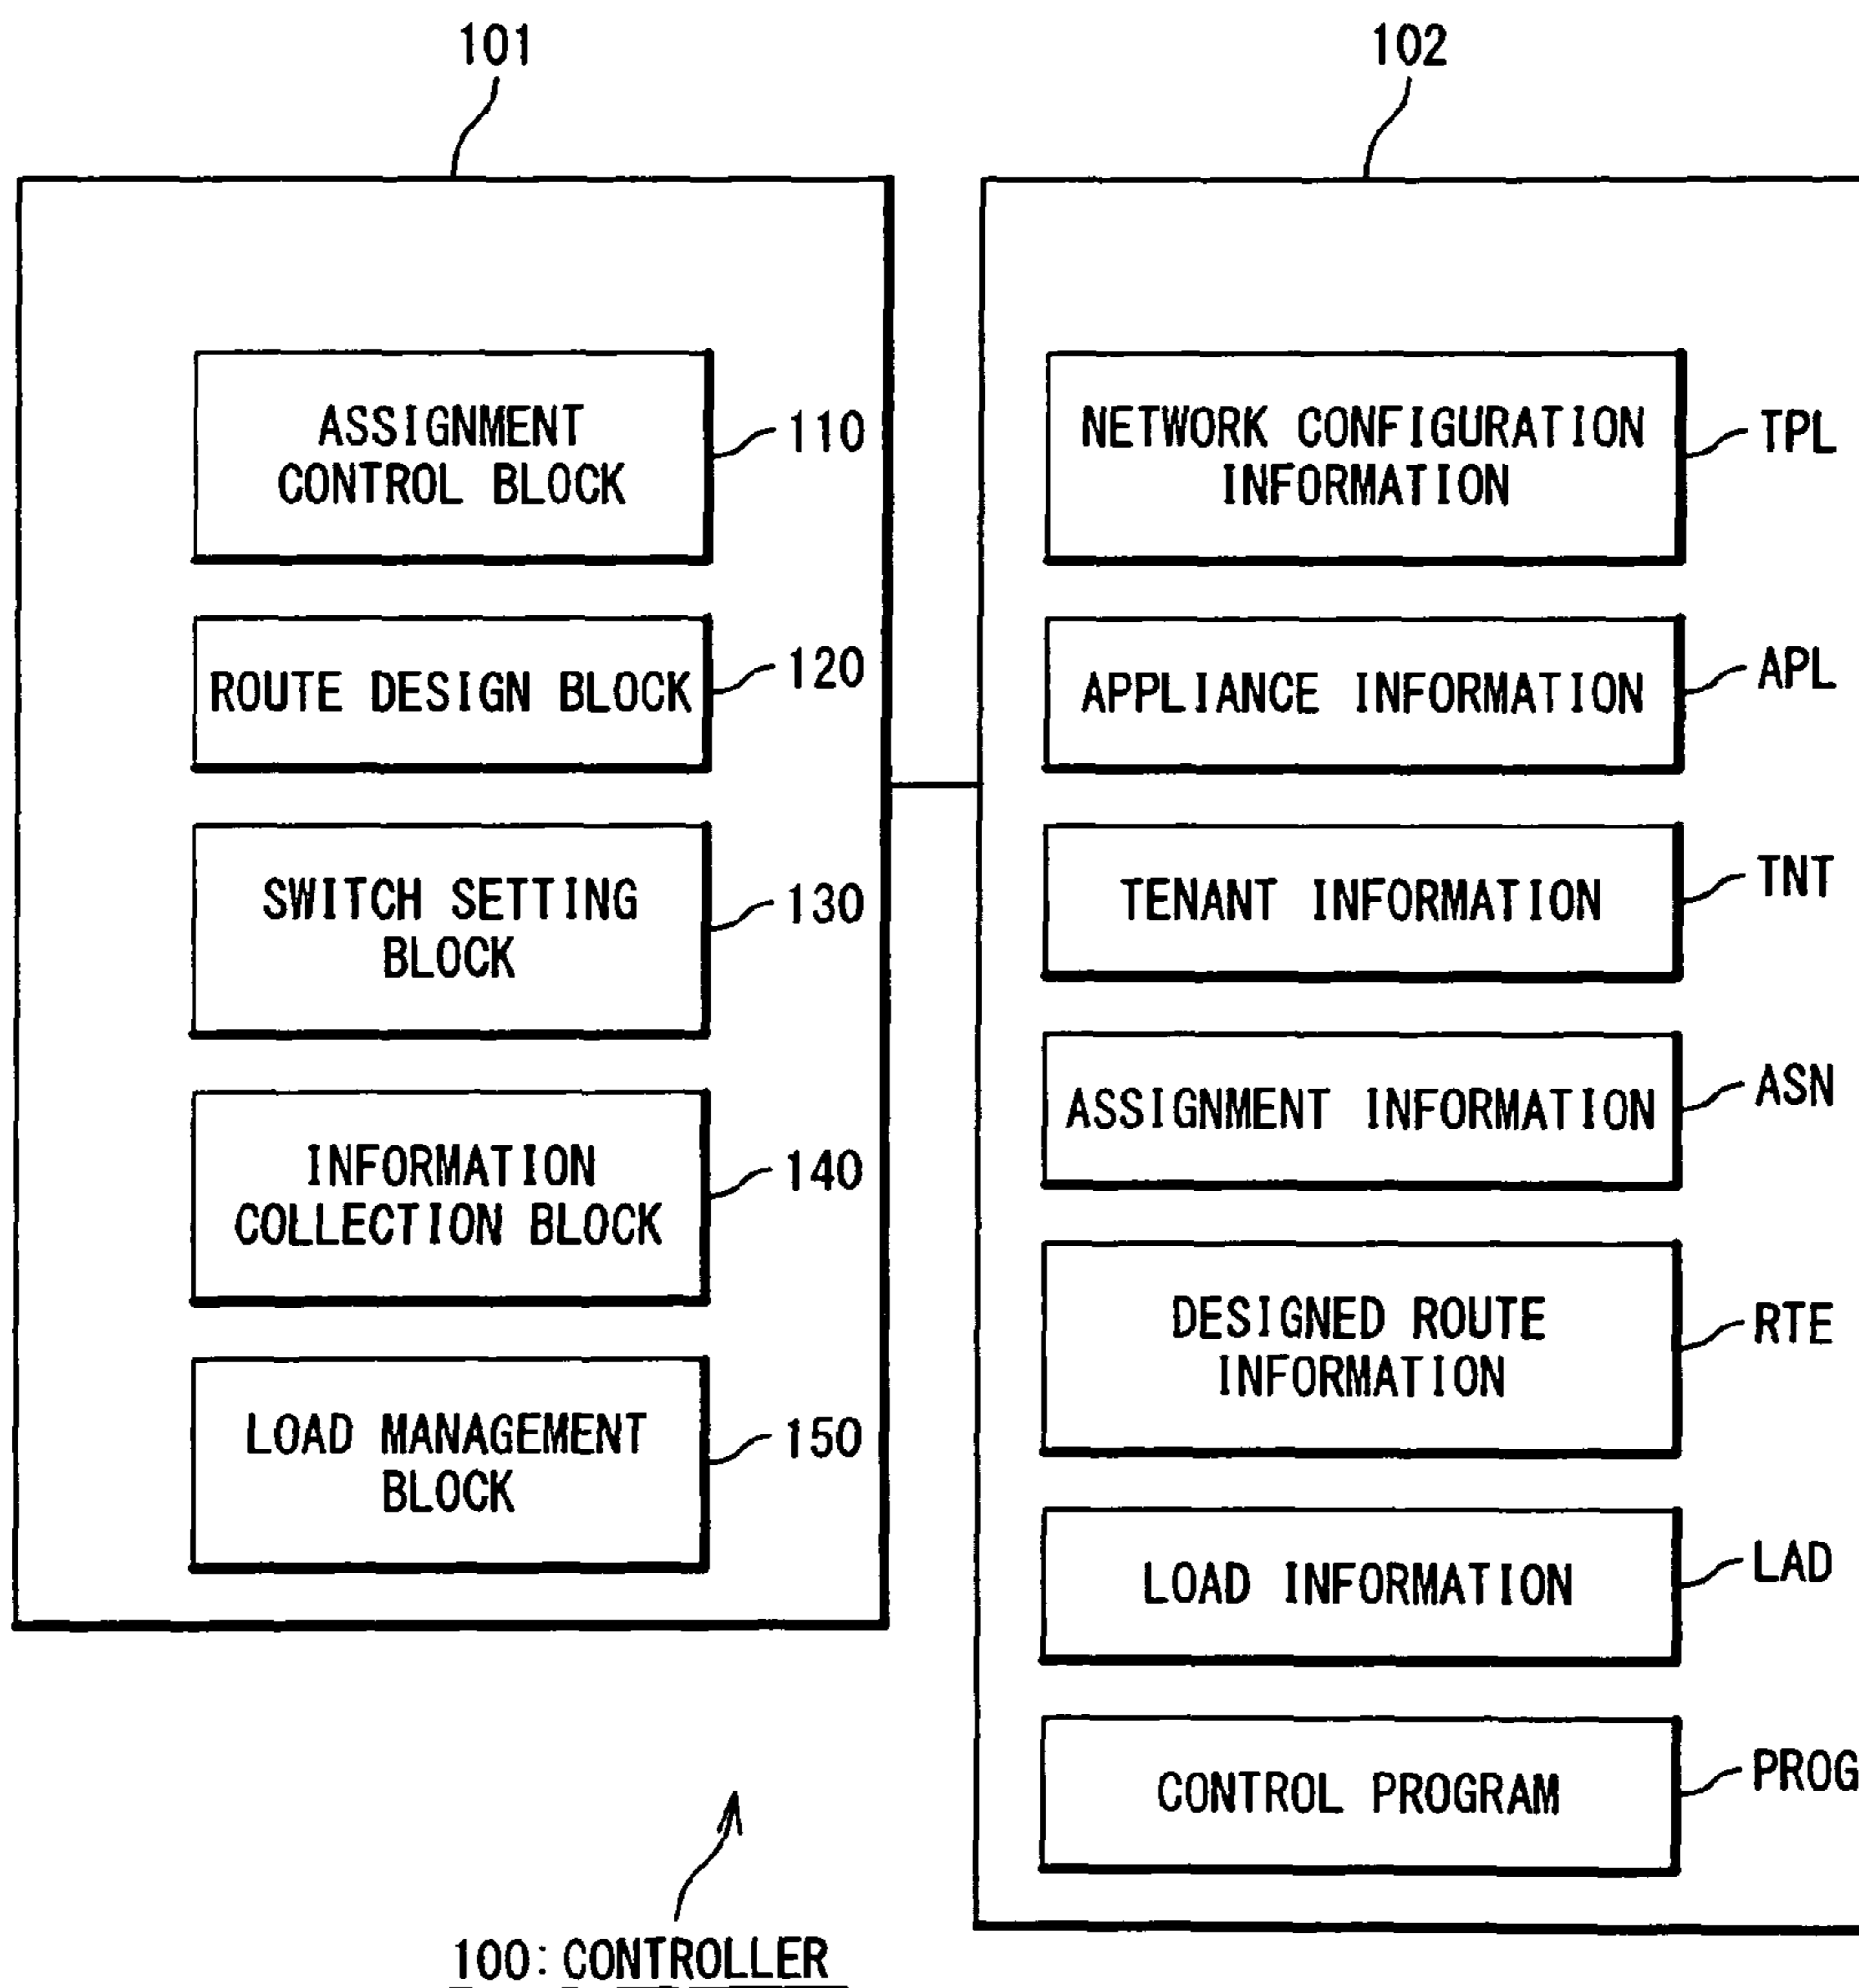 101
102
ASSIGNMENT
CONTROL BLOCK
110
ROUTE DESIGN BLOCK
120
SWITCH SETTING
BLOCK
130
INFORMATION
COLLECTION BLOCK
140
LOAD MANAGEMENT
BLOCK
150
NETWORK CONFIGURATION
INFORMATION
TPL
APPLIANCE INFORMATION
APL
TENANT INFORMATION
TNT
ASSIGNMENT INFORMATION
ASN
DESIGNED ROUTE
INFORMATION
RTE
LOAD INFORMATION
LAD
CONTROL PROGRAM
PROG
100: CONTROLLER